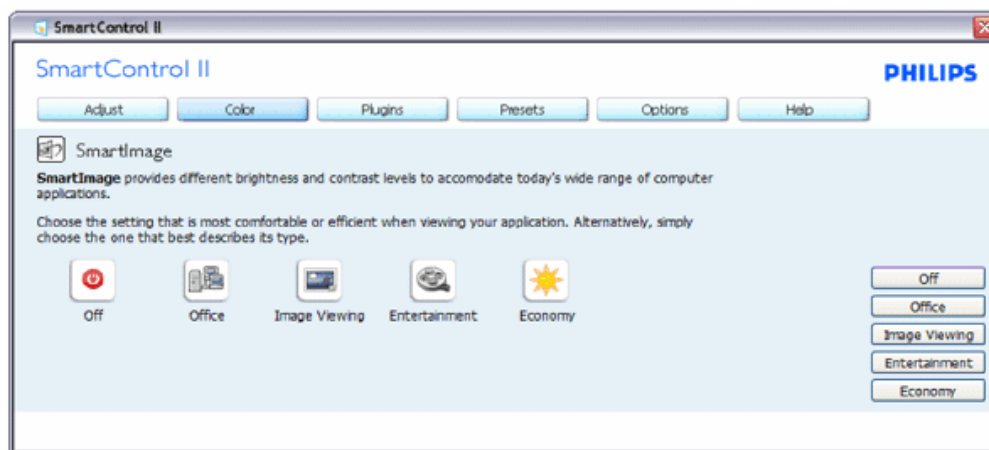 SmartControl II
SmartControl II
PHILIPS
Adjust
Color
Plugins
Presets
Options
Help
SmartImage
SmartImage provides different brightness and contrast levels to accomodate today's wide range of computer
applications.
Choose the setting that is most comfortable or efficient when viewing your application. Alternatively, simply
choose the one that best describes its type.
Off
Office
Image Viewing
Entertainment
Economy
Off
Office
Image Viewing
Entertainment
Economy